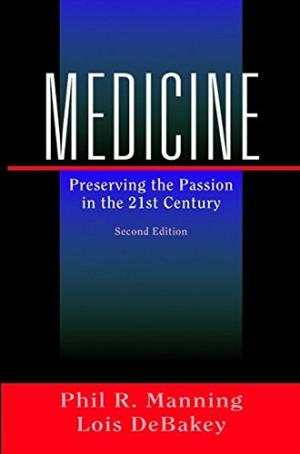 MEDICINE
Preserving the Passion
in the 21st Century
Second Edition
Phil R. Manning
Lois DeBakey